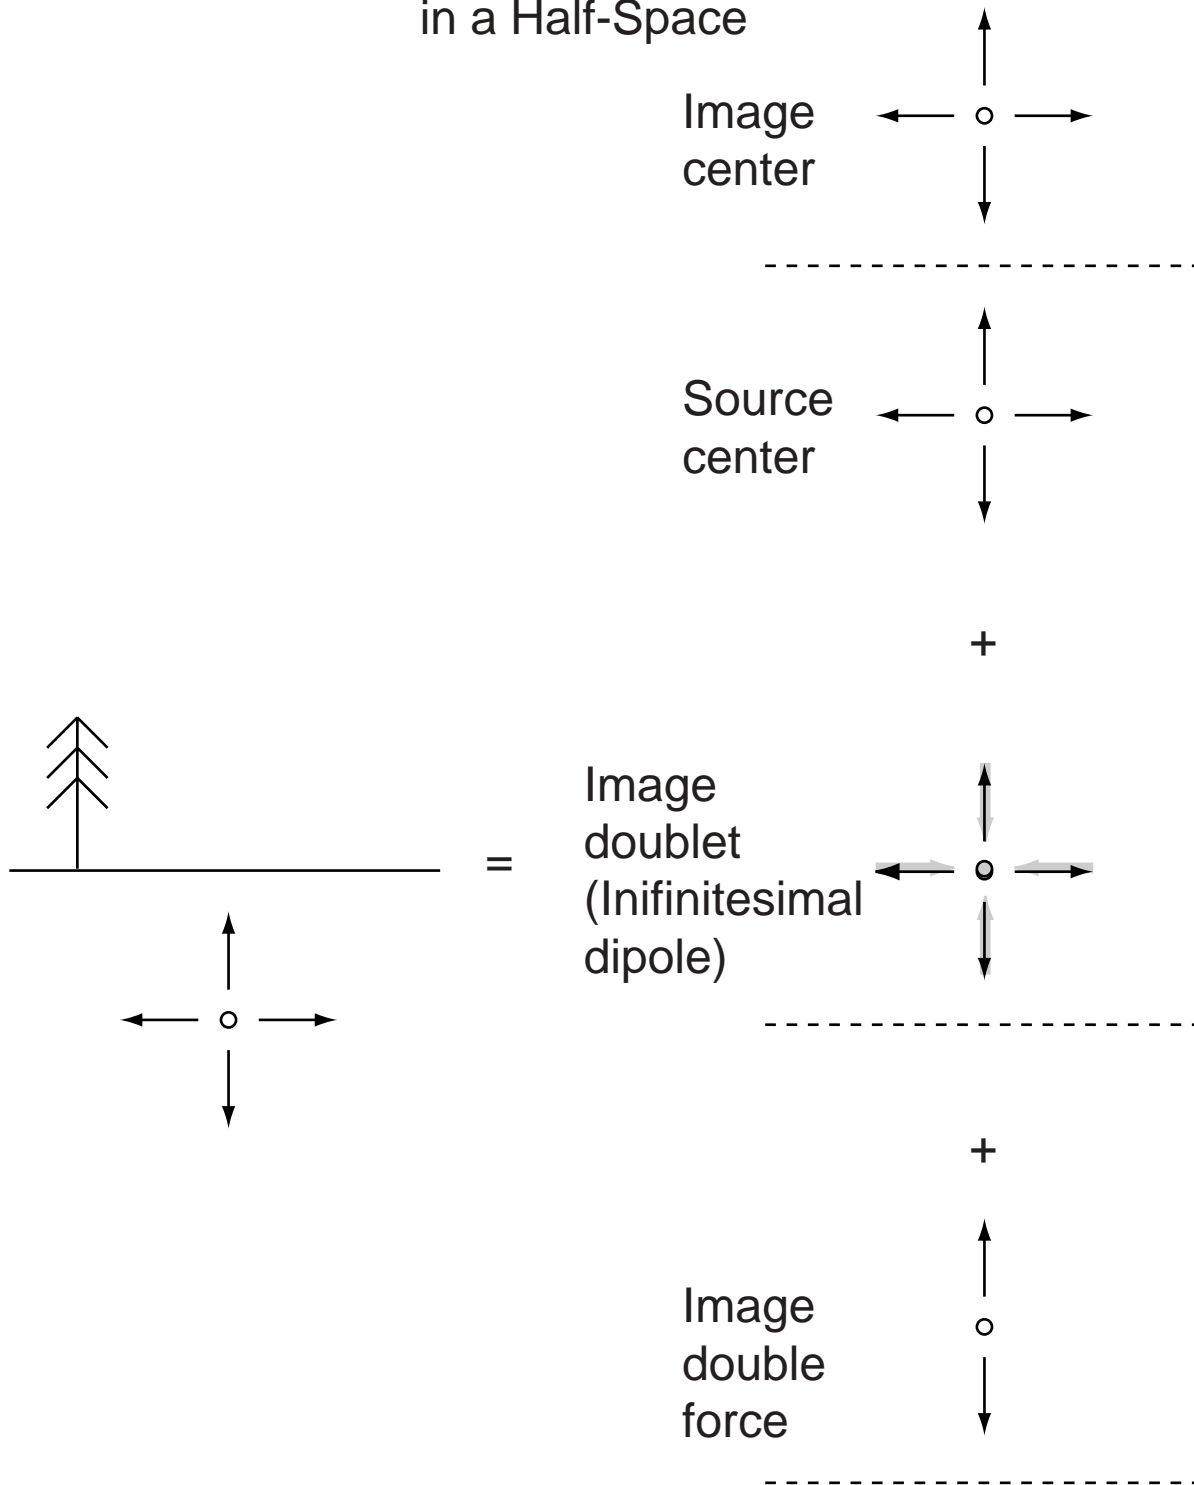 in a Half-Space
Image
center
Source
center
+
=
Image
doublet
(Inifinitesimal
dipole)
+
Image
double
force